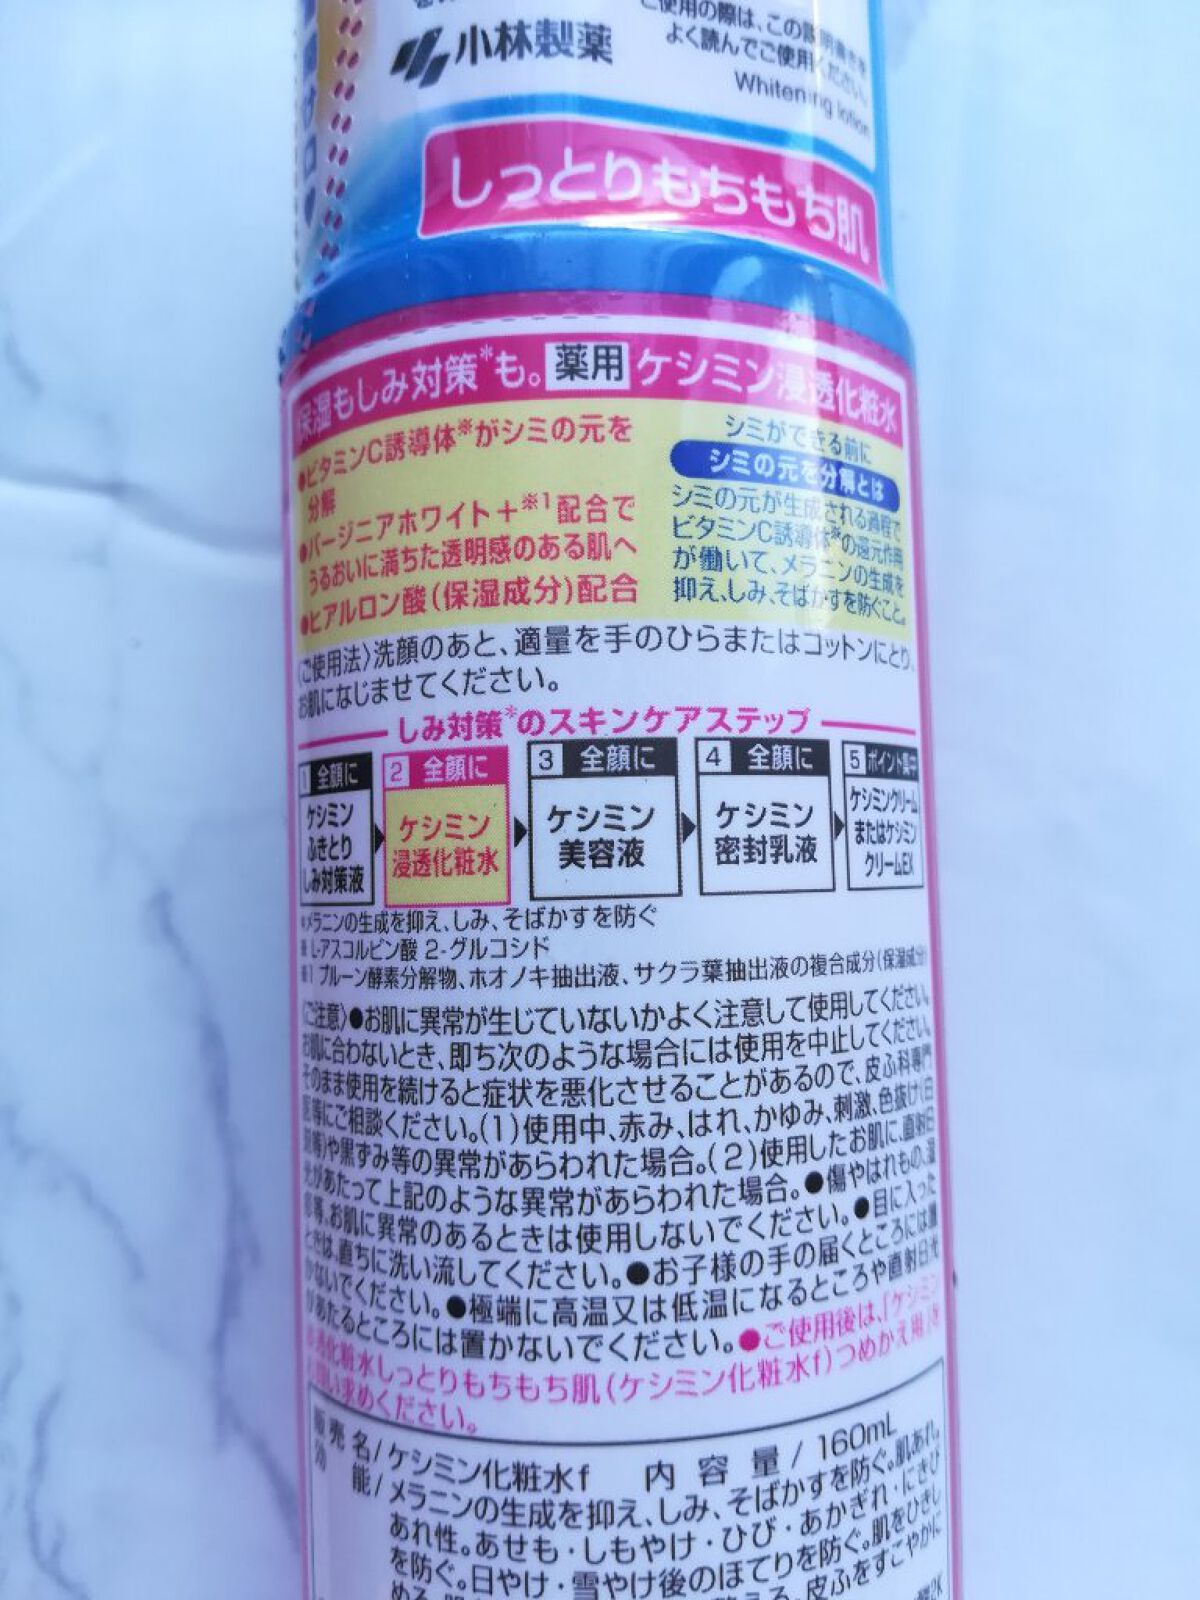 小林製薬
ご使用の際は、この説明書きを
よく読んでご使用ください。
Whitening lotion
しっとりもちもち肌
保湿もしみ対策*も。薬用ケシミン浸透化粧水
●ビタミンC誘導体※がシミの元を
分解
●バージニアホワイト+※1配合で
うるおいに満ちた透明感のある肌へ
●ヒアルロン酸(保湿成分)配合
シミができる前に
シミの元を分解とは
シミの元が生成される過程で
ビタミンC誘導体※の還元作用
が働いて、メラニンの生成を
抑え、しみ、そばかすを防ぐこと。
〈ご使用法〉洗顔のあと、適量を手のひらまたはコットンにとり、
お肌になじませてください。
しみ対策*のスキンケアステップ
1 全顔に
ケシミン
ふきとり
しみ対策液
2 全顔に
ケシミン
浸透化粧水
3 全顔に
ケシミン
美容液
4 全顔に
ケシミン
密封乳液
5 ポイント集中
ケシミンクリーム
またはケシミン
クリームEX
*メラニンの生成を抑え、しみ、そばかすを防ぐ
※ L-アスコルビン酸 2-グルコシド
※1 プルーン酵素分解物、ホオノキ抽出液、サクラ葉抽出液の複合成分(保湿成分)
〈ご注意〉●お肌に異常が生じていないかよく注意して使用してください。
お肌に合わないとき、即ち次のような場合には使用を中止してください。
そのまま使用を続けると症状を悪化させることがあるので、皮ふ科専門
医等にご相談ください。(1)使用中、赤み、はれ、かゆみ、刺激、色抜け(白
斑等)や黒ずみ等の異常があらわれた場合。(2)使用したお肌に、直射日
光があたって上記のような異常があらわれた場合。●傷やはれもの、湿
疹等、お肌に異常のあるときは使用しないでください。●目に入った
ときは、直ちに洗い流してください。●お子様の手の届くところには置
かないでください。●極端に高温又は低温になるところや直射日光
があたるところには置かないでください。●ご使用後は、「ケシミン
浸透化粧水しっとりもちもち肌(ケシミン化粧水f)つめかえ用」を
お買い求めください。
販売名/ケシミン化粧水f 内容量/160mL
効能/メラニンの生成を抑え、しみ、そばかすを防ぐ。肌あれ。
あれ性。あせも・しもやけ・ひび・あかぎれ・にきび
を防ぐ。日やけ・雪やけ後のほてりを防ぐ。肌をひきし
皮ふをすこやかに